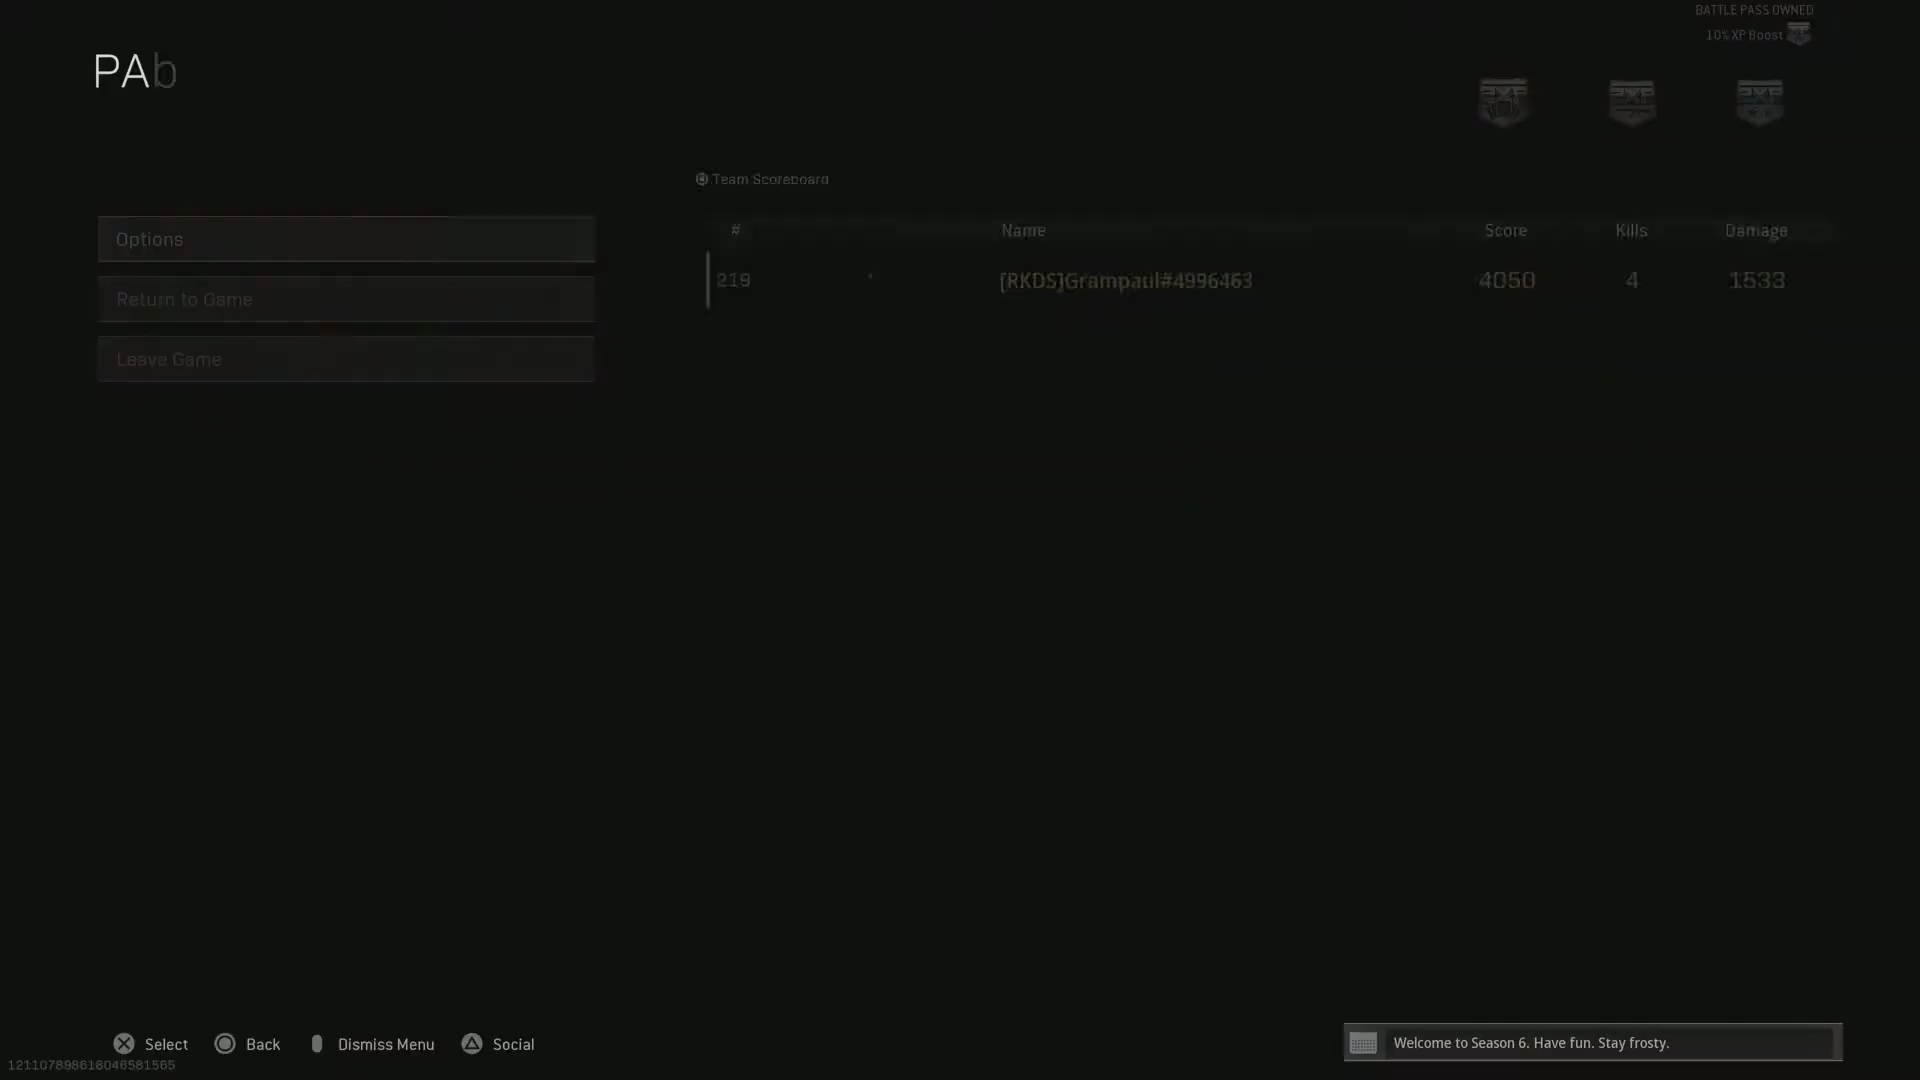 BATTLE PASS OWNED
10% XP Boost
PAb
Team Scoreboard
# Name Score Kills Damage
219 [RKDS]Grampaul#4996463 4050 4 1533
Options
Return to Game
Leave Game
Select Back Dismiss Menu Social
Welcome to Season 6. Have fun. Stay frosty.